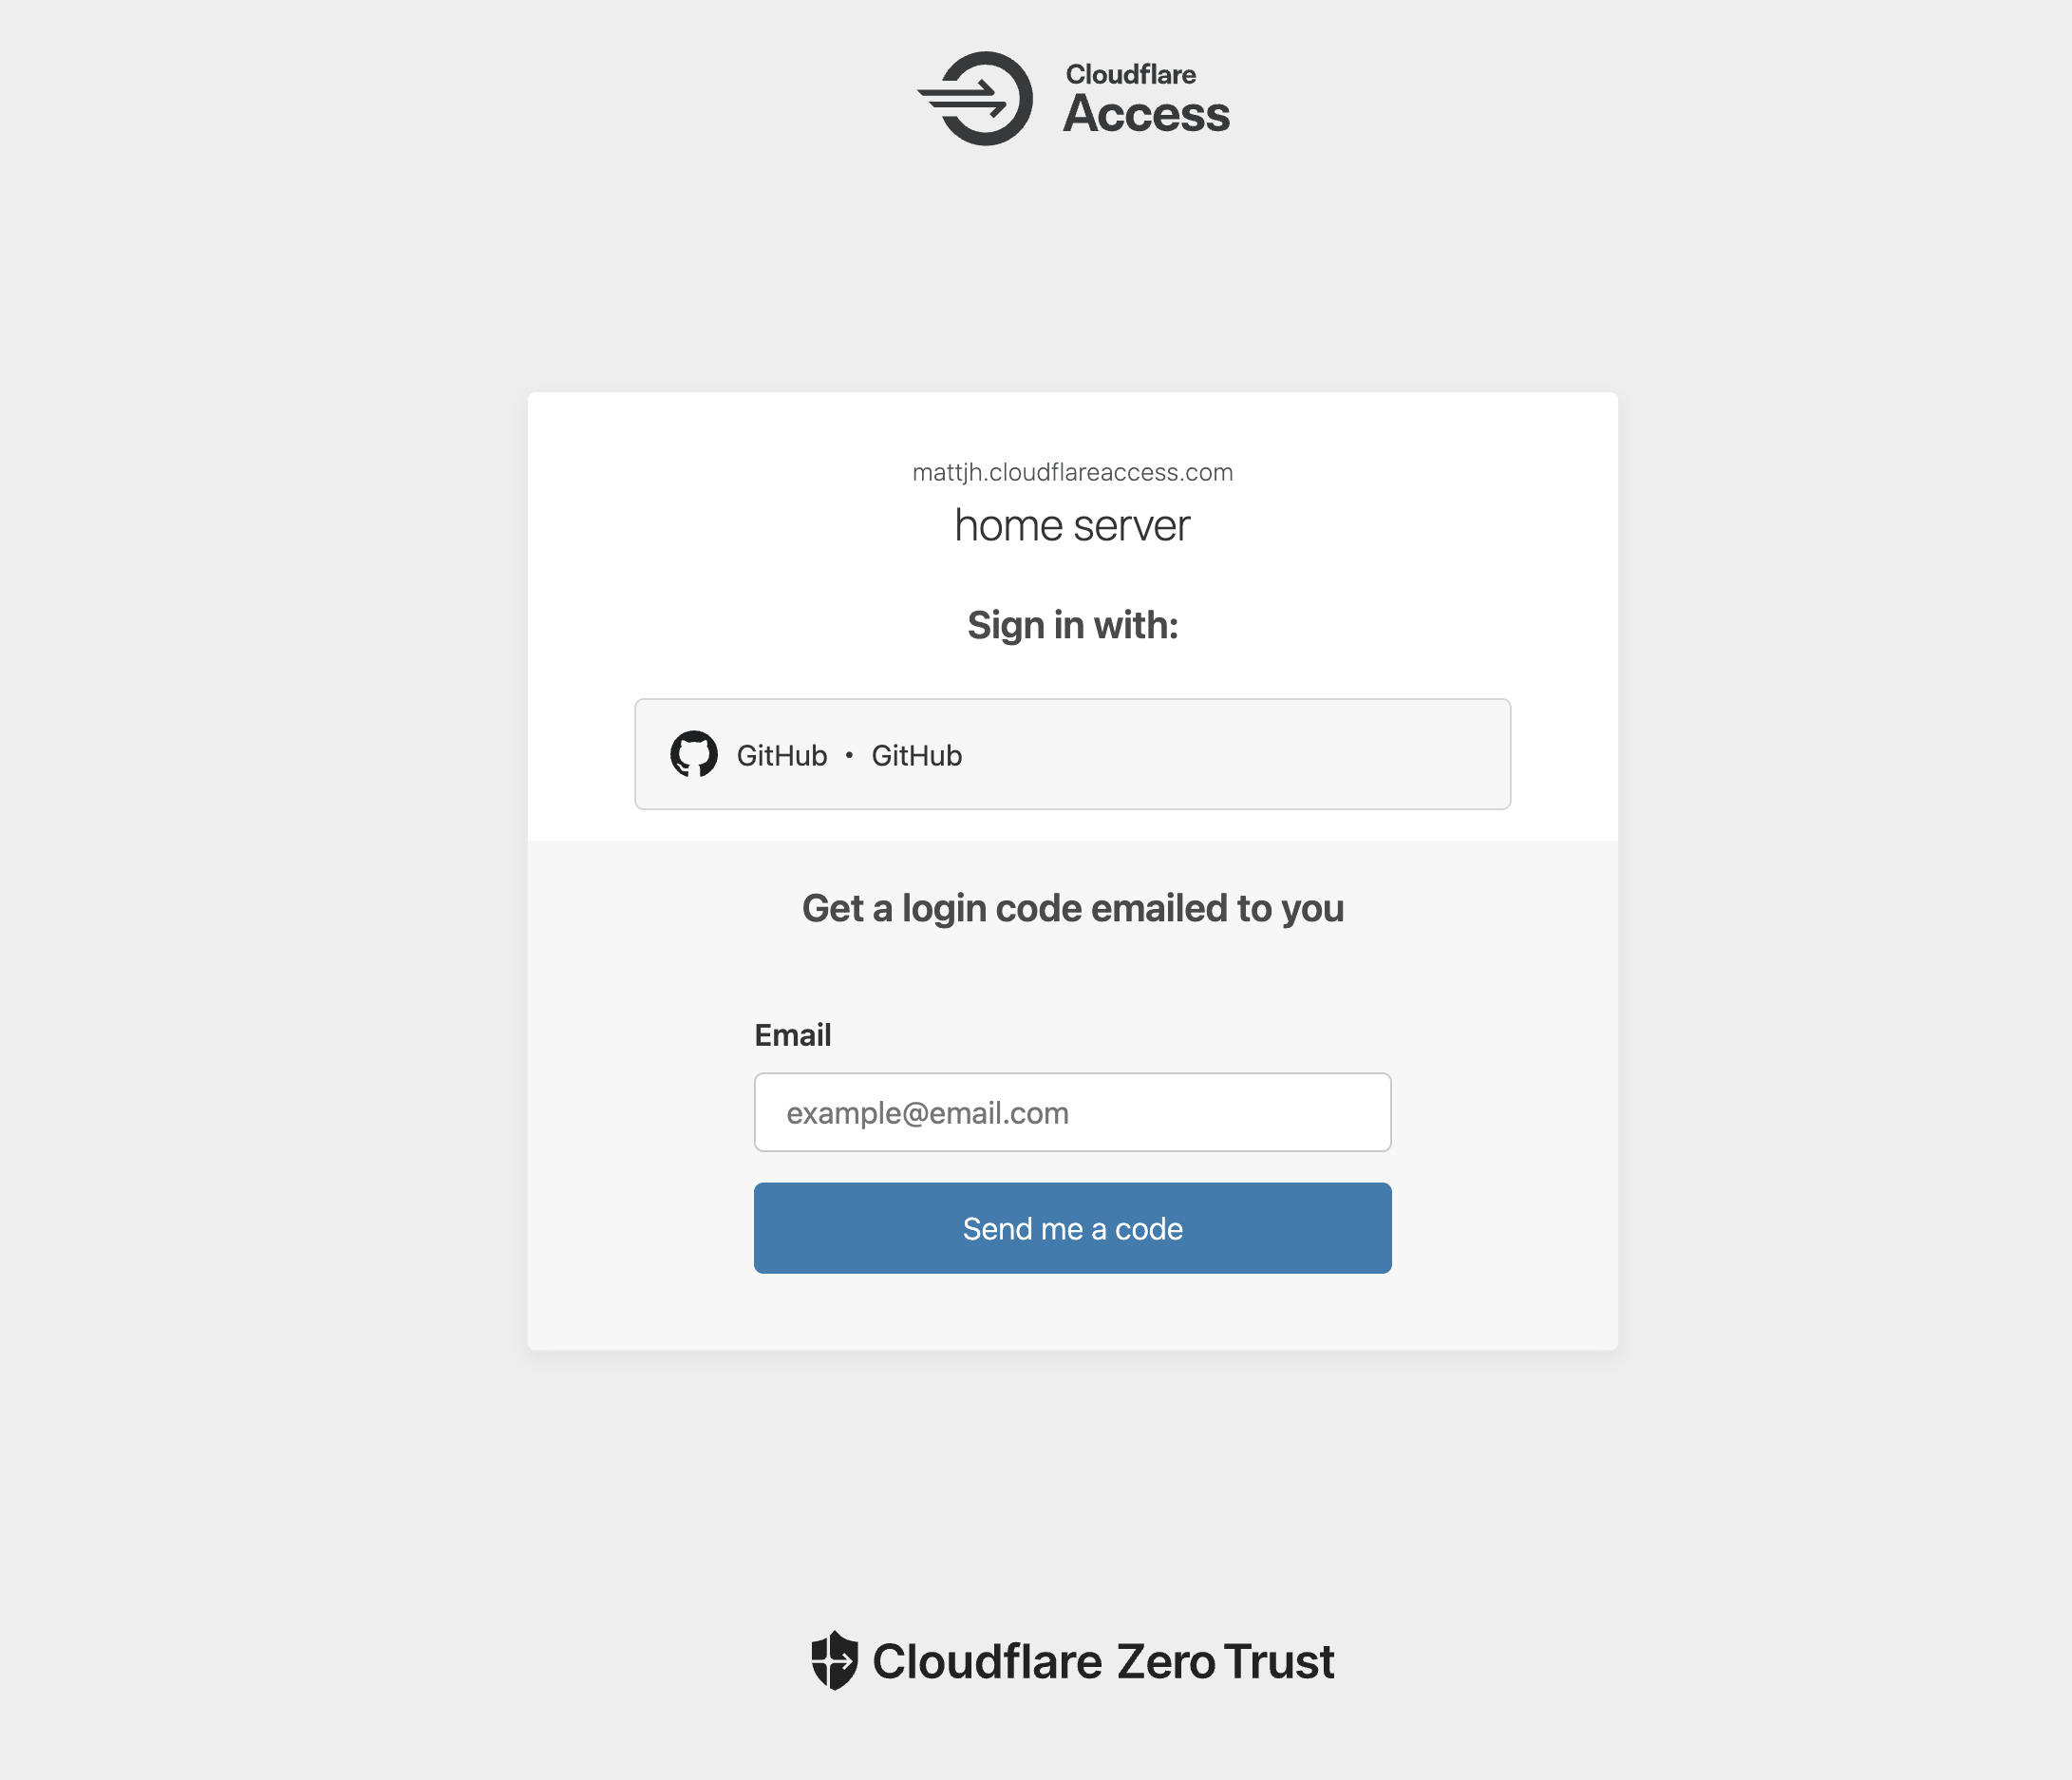 Cloudflare
Access
mattjh.cloudflareaccess.com
home server
Sign in with:
GitHub • GitHub
Get a login code emailed to you
Email
example@email.com
Send me a code
Cloudflare Zero Trust